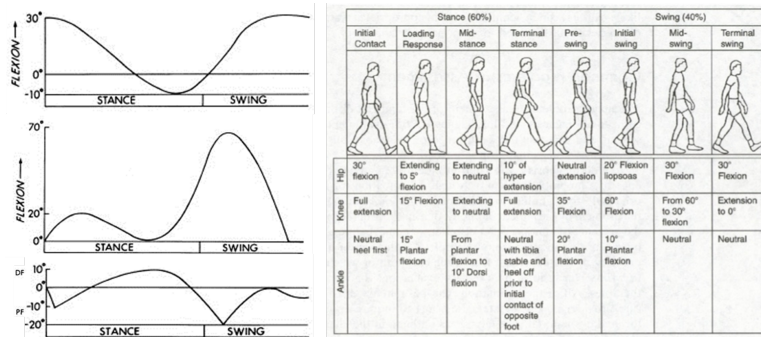 30°
FLEXION
0°
-10°
STANCE
SWING
70°
FLEXION
20°
0°
STANCE
SWING
DF
10°
0°
-10°
PF
-20°
STANCE
SWING
Stance (60%)
Swing (40%)
Initial Contact
Loading Response
Mid-stance
Terminal stance
Pre-swing
Initial swing
Mid-swing
Terminal swing
Hip
30° flexion
Extending to 5° flexion
Extending to neutral
10° of hyper extension
Neutral extension
20° Flexion liopsoas
30° Flexion
30° Flexion
Knee
Full extension
15° Flexion
Extending to neutral
Full extension
35° Flexion
60° Flexion
From 60° to 30° flexion
Extension to 0°
Ankle
Neutral heel first
15° Plantar flexion
From plantar flexion to 10° Dorsi flexion
Neutral with tibia stable and heel off prior to initial contact of opposite foot
20° Plantar flexion
10° Plantar flexion
Neutral
Neutral